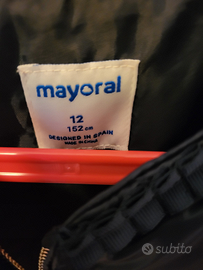 mayoral
12
152 cm
DESIGNED IN SPAIN
subito